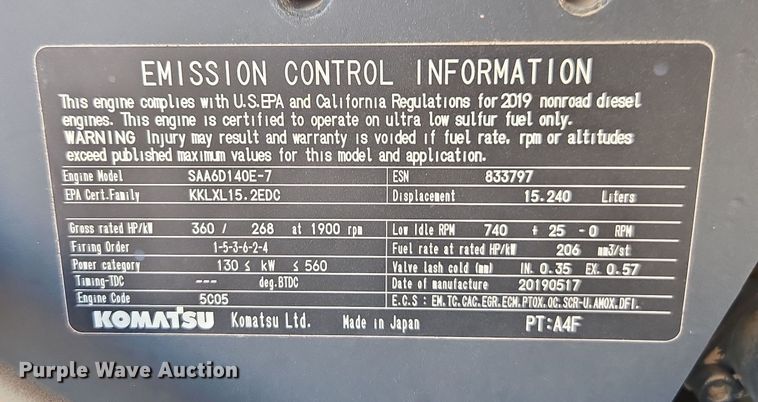 EMISSION CONTROL INFORMATION
This engine complies with U.S.EPA and California Regulations for 2019 nonroad diesel
engines. This engine is certified to operate on ultra low sulfur fuel only.
WARNING Injury may result and warranty is voided if fuel rate, rpm or altitudes
exceed published maximum values for this model and application.
Engine Model SAA6D140E-7 ESN 833797
EPA Cert.Family KKLXL15.2EDC Displacement 15.240 Liters
Gross rated HP/kW 360 / 268 at 1900 rpm Low Idle RPM 740 + 25 - 0 RPM
Firing Order 1-5-3-6-2-4 Fuel rate at rated HP/kW 206 mm3/st
Power category 130 ≤ kW ≤ 560 Valve lash cold (mm) IN. 0.35 EX. 0.57
Timing-TDC --- deg.BTDC Date of manufacture 20190517
Engine Code 5C05 E.C.S : EM.TC.CAC.EGR.ECM.PTOX.OC.SCR-U.AMOX.DFI.
KOMATSU Komatsu Ltd. Made in Japan PT:A4F
Purple Wave Auction